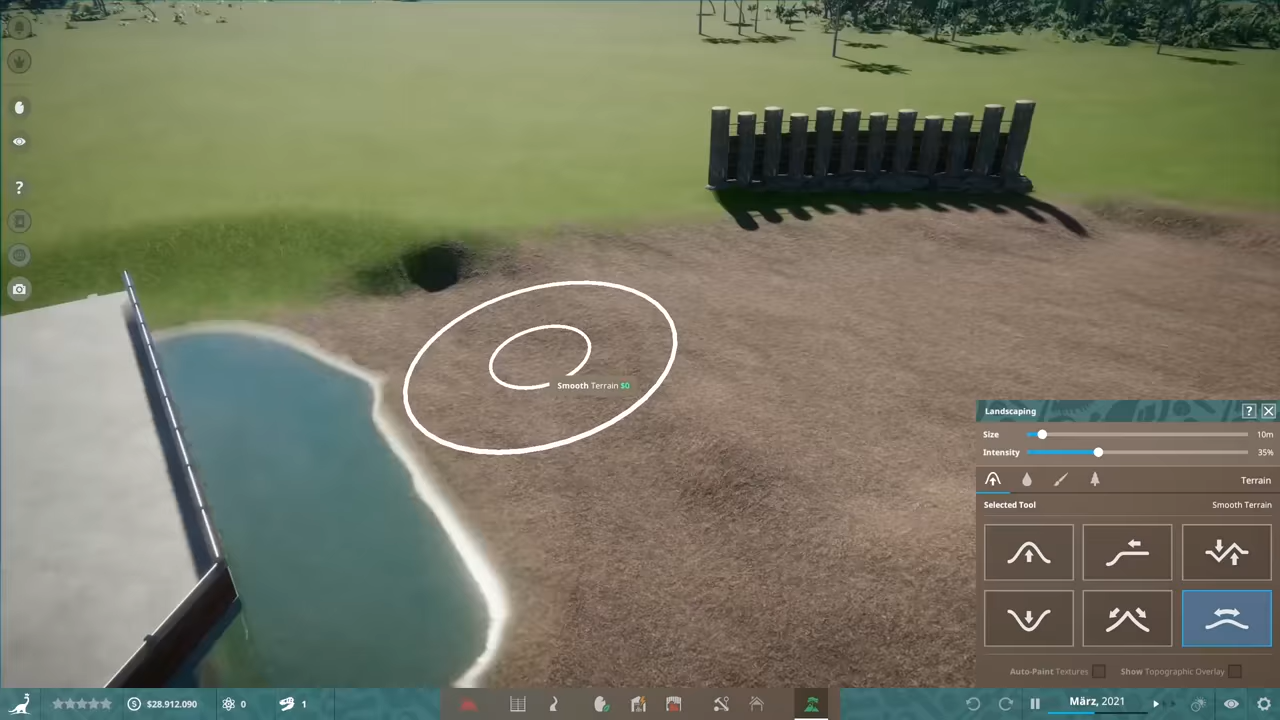 ?
Smooth Terrain $0
Landscaping
?
Size 10m
Intensity 35%
Terrain
Selected Tool Smooth Terrain
Auto-Paint Textures Show Topographic Overlay
$28.912.090 0 1 März, 2021